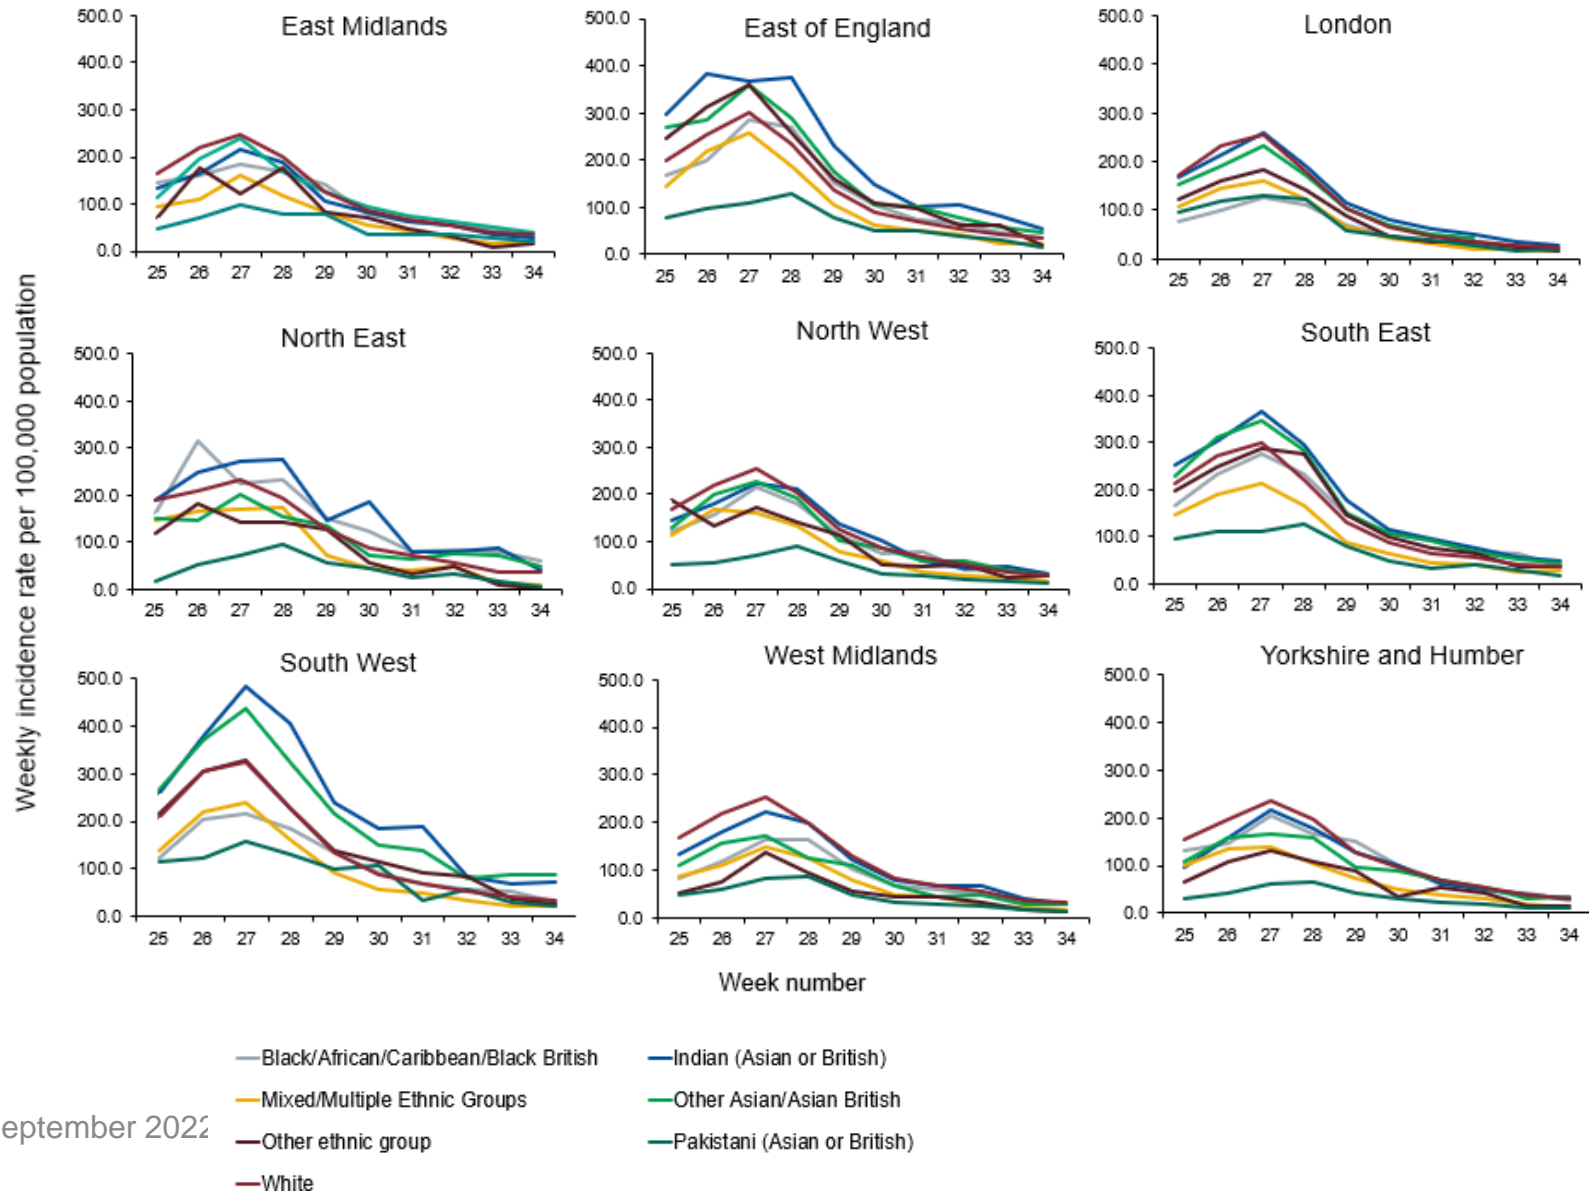 East Midlands
500.0
400.0
300.0
200.0
100.0
0.0
25 26 27 28 29 30 31 32 33 34
East of England
500.0
400.0
300.0
200.0
100.0
0.0
25 26 27 28 29 30 31 32 33 34
London
500.0
400.0
300.0
200.0
100.0
0.0
25 26 27 28 29 30 31 32 33 34
Weekly incidence rate per 100,000 population
North East
500.0
400.0
300.0
200.0
100.0
0.0
25 26 27 28 29 30 31 32 33 34
North West
500.0
400.0
300.0
200.0
100.0
0.0
25 26 27 28 29 30 31 32 33 34
South East
500.0
400.0
300.0
200.0
100.0
0.0
25 26 27 28 29 30 31 32 33 34
South West
500.0
400.0
300.0
200.0
100.0
0.0
25 26 27 28 29 30 31 32 33 34
West Midlands
500.0
400.0
300.0
200.0
100.0
0.0
25 26 27 28 29 30 31 32 33 34
Yorkshire and Humber
500.0
400.0
300.0
200.0
100.0
0.0
25 26 27 28 29 30 31 32 33 34
Week number
Black/African/Caribbean/Black British
Indian (Asian or British)
Mixed/Multiple Ethnic Groups
Other Asian/Asian British
eptember 2022
Other ethnic group
Pakistani (Asian or British)
White